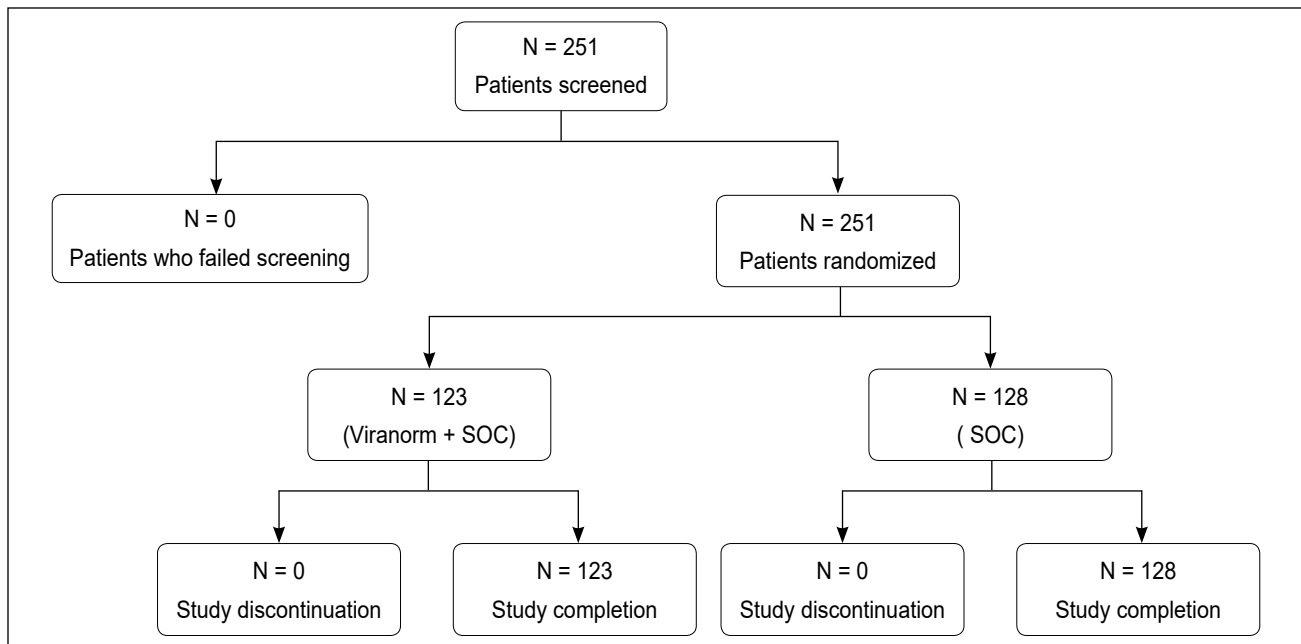 N = 251
Patients screened
N = 0
Patients who failed screening
N = 251
Patients randomized
N = 123
(Viranorm + SOC)
N = 128
( SOC)
N = 0
Study discontinuation
N = 123
Study completion
N = 0
Study discontinuation
N = 128
Study completion